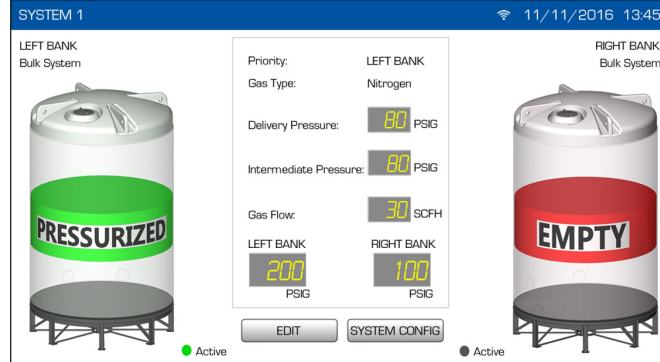 SYSTEM 1
11/11/2016 13:45
LEFT BANK
Bulk System
RIGHT BANK
Bulk System
Priority: LEFT BANK
Gas Type: Nitrogen
Delivery Pressure: 80 PSIG
Intermediate Pressure: 80 PSIG
Gas Flow: 30 SCFH
LEFT BANK
200
PSIG
RIGHT BANK
100
PSIG
PRESSURIZED
EMPTY
EDIT
SYSTEM CONFIG
Active
Active